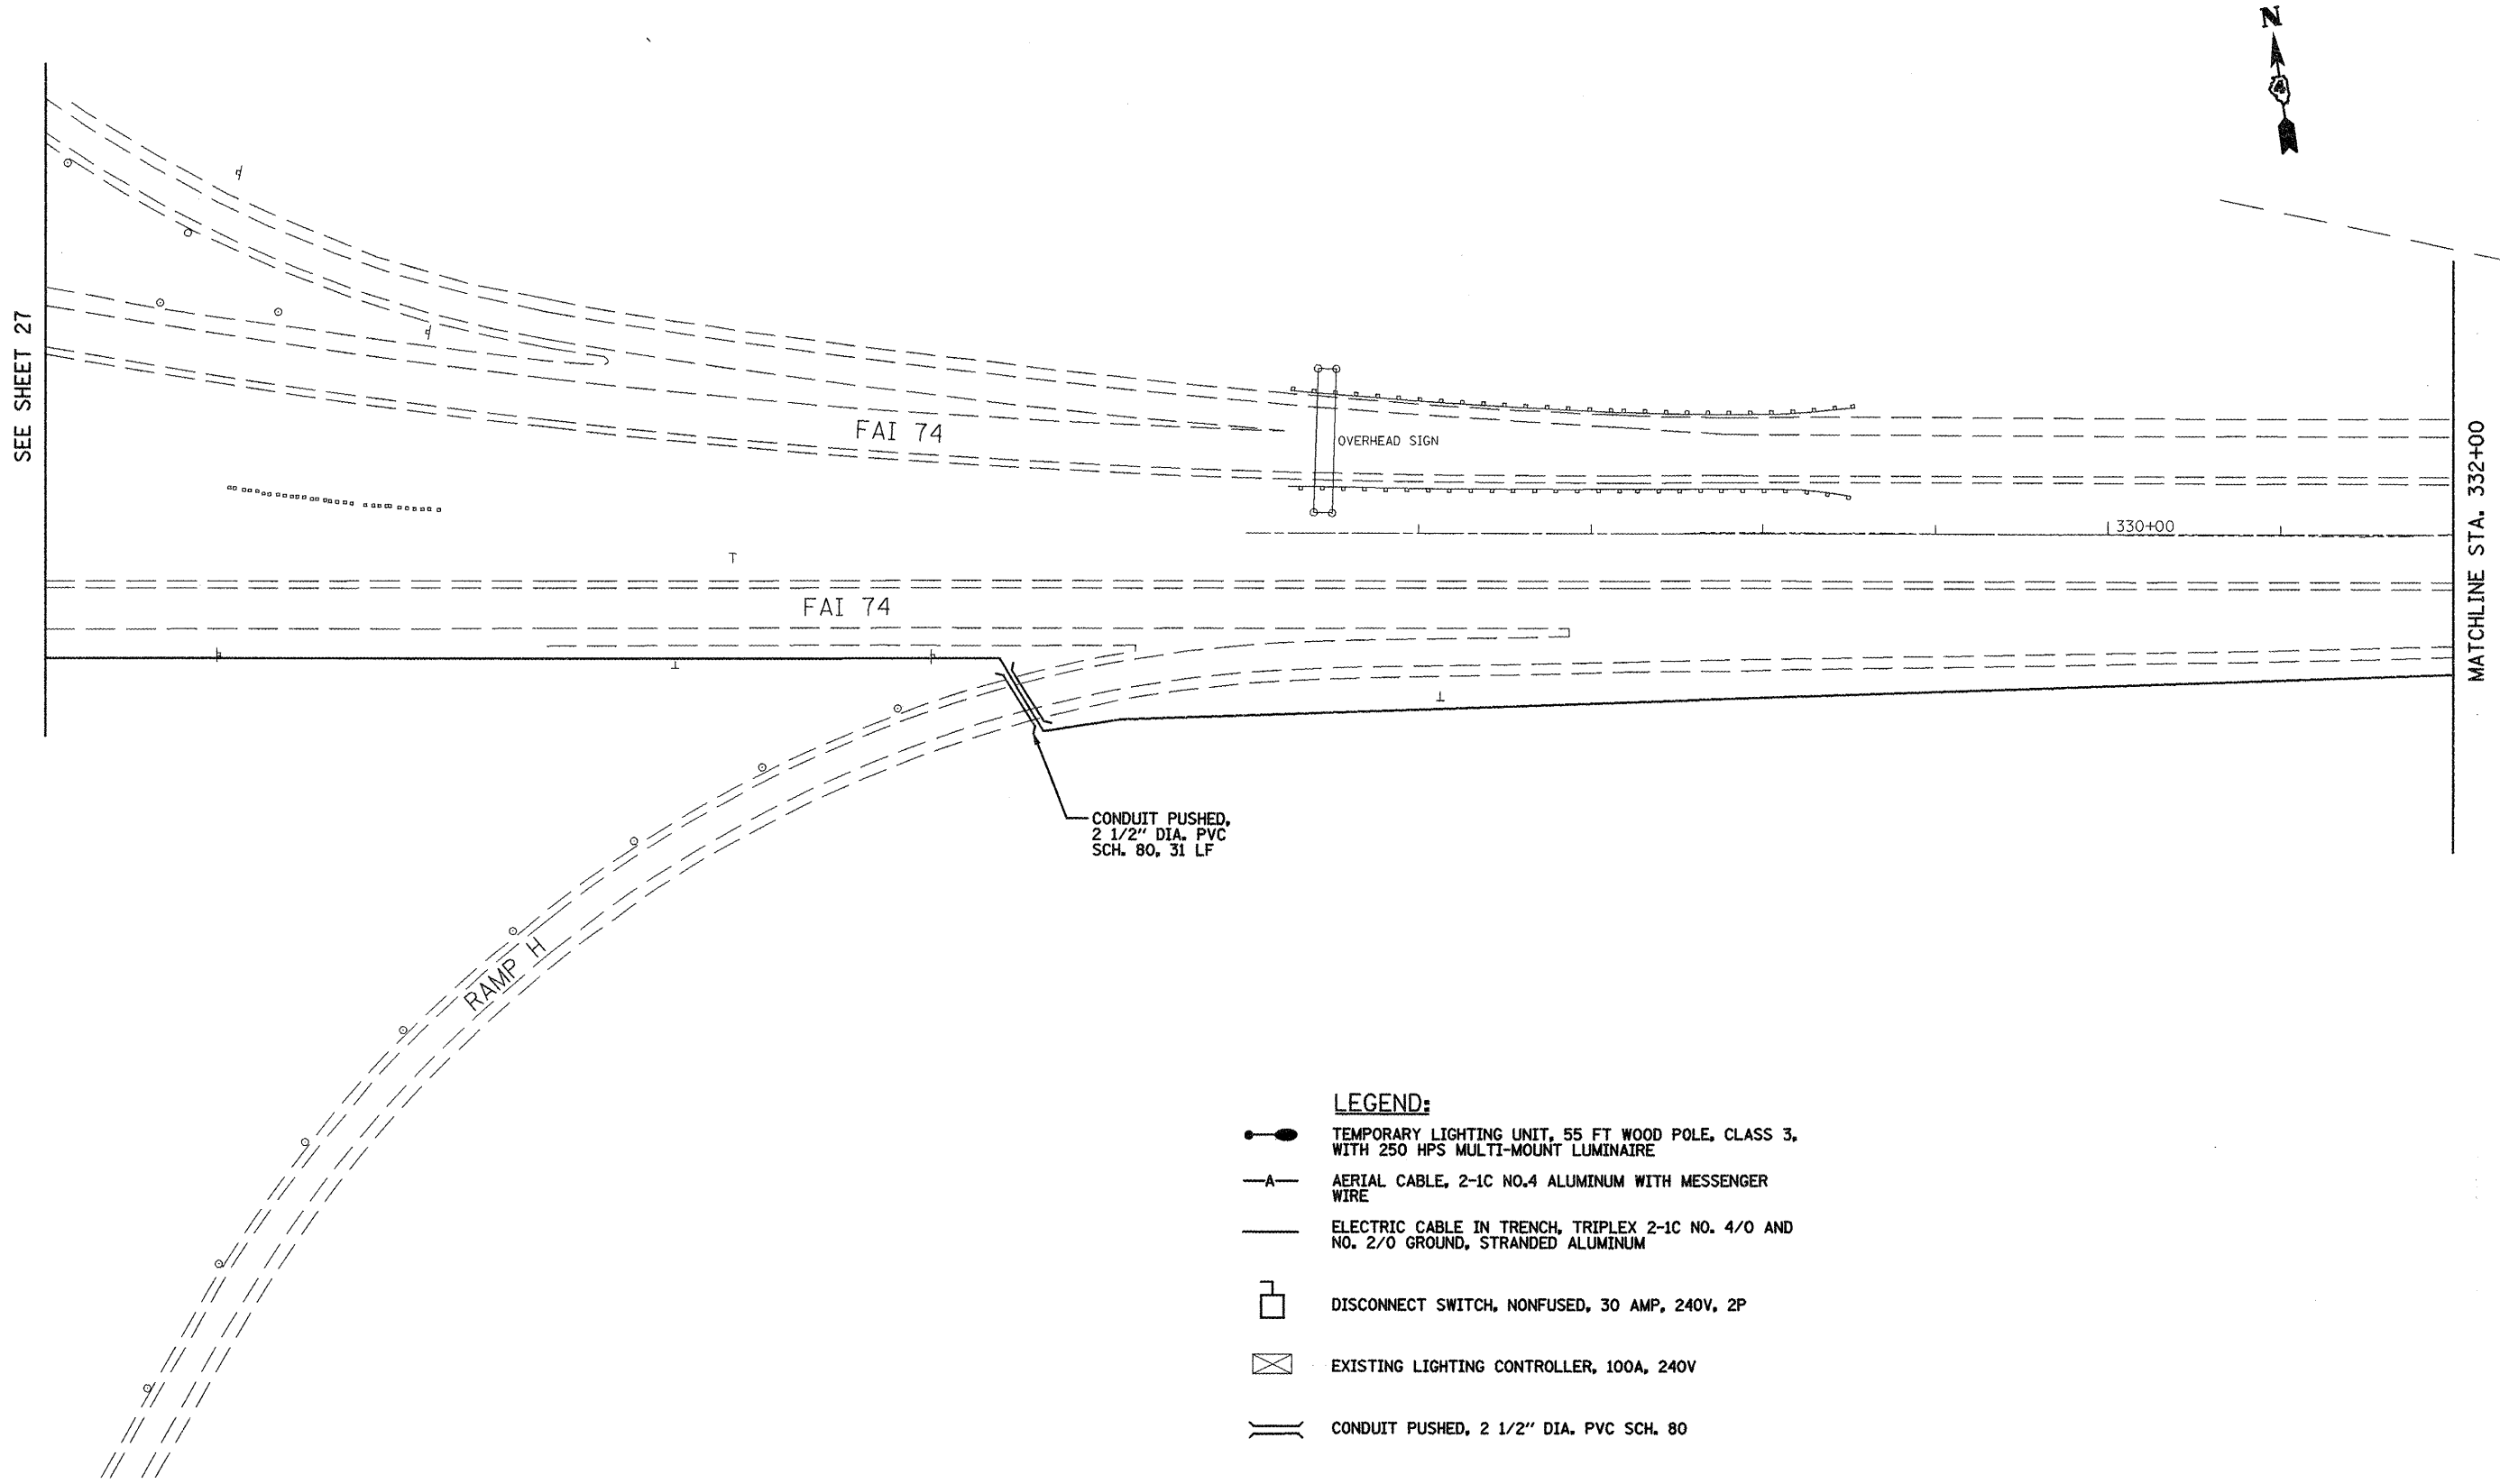 N
SEE SHEET 27
FAI 74
OVERHEAD SIGN
330+00
MATCHLINE STA. 332+00
FAI 74
CONDUIT PUSHED,
2 1/2" DIA. PVC
SCH. 80, 31 LF
RAMP H
LEGEND:
TEMPORARY LIGHTING UNIT, 55 FT WOOD POLE, CLASS 3,
WITH 250 HPS MULTI-MOUNT LUMINAIRE
A
AERIAL CABLE, 2-1C NO.4 ALUMINUM WITH MESSENGER
WIRE
ELECTRIC CABLE IN TRENCH, TRIPLEX 2-1C NO. 4/0 AND
NO. 2/0 GROUND, STRANDED ALUMINUM
DISCONNECT SWITCH, NONFUSED, 30 AMP, 240V, 2P
EXISTING LIGHTING CONTROLLER, 100A, 240V
CONDUIT PUSHED, 2 1/2" DIA. PVC SCH. 80